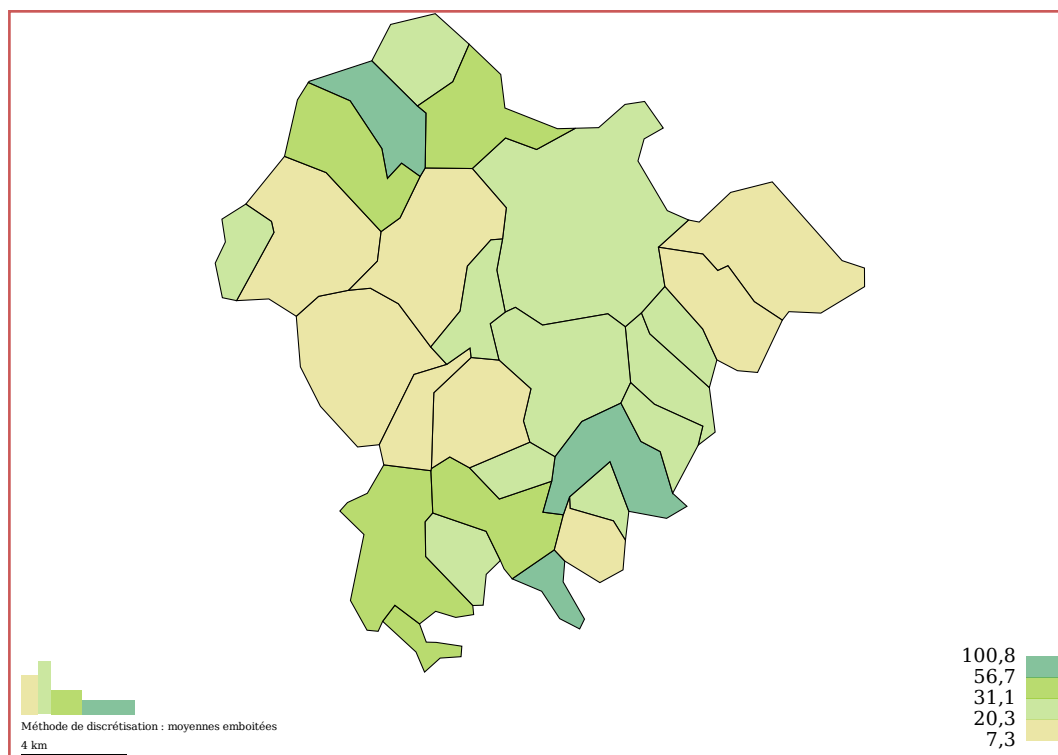 100,8
56,7
31,1
20,3
7,3
Méthode de discrétisation : moyennes emboitées
4 km